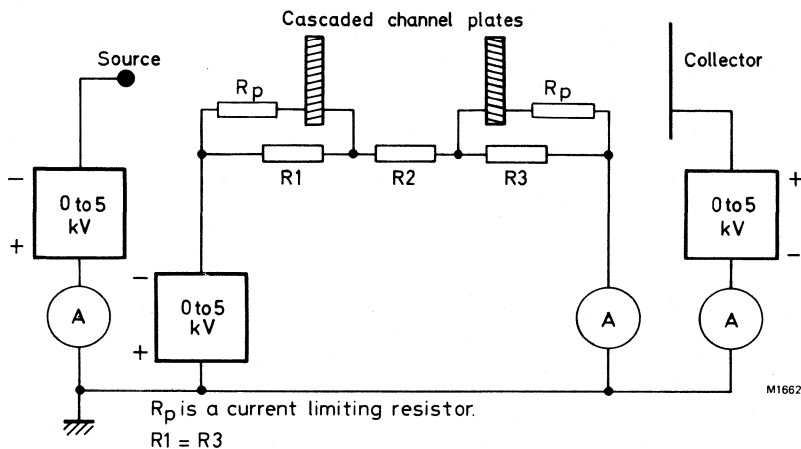 Cascaded channel plates
Source
Collector
Rp
Rp
R1
R2
R3
−
0 to 5
kV
+
A
−
0 to 5
kV
+
A
+
0 to 5
kV
−
A
M1662
Rp is a current limiting resistor.
R1 = R3